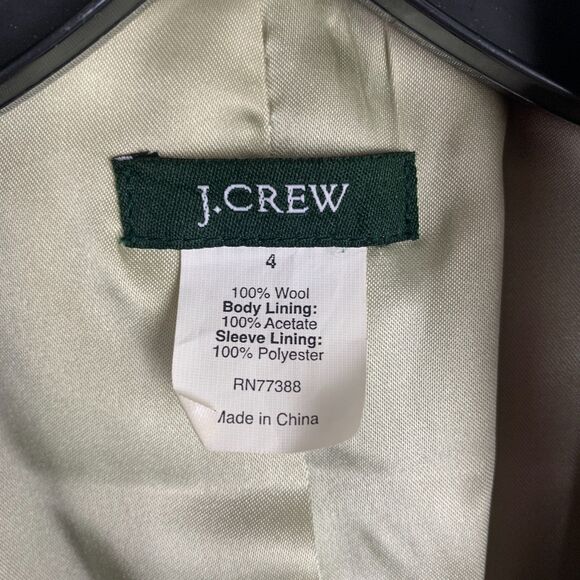 J.CREW
4
100% Wool
Body Lining:
100% Acetate
Sleeve Lining:
100% Polyester
RN77388
Made in China